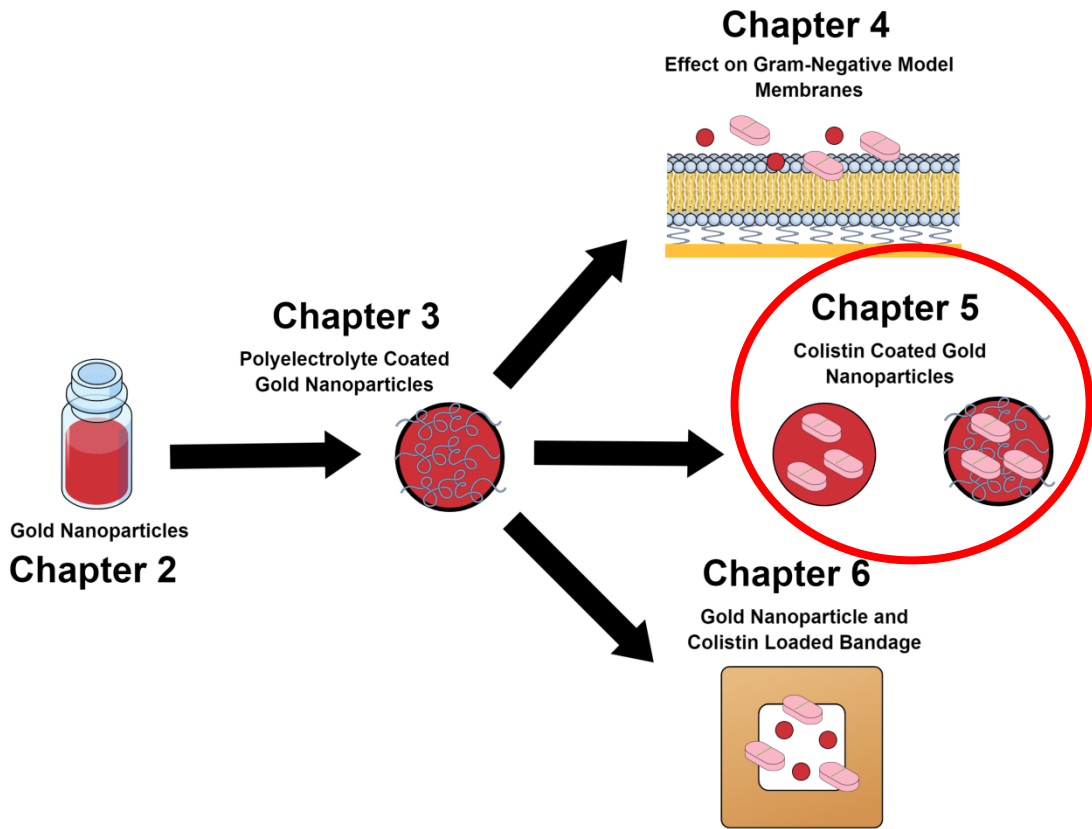 Chapter 4
Effect on Gram-Negative Model
Membranes
Chapter 3
Polyelectrolyte Coated
Gold Nanoparticles
Chapter 5
Colistin Coated Gold
Nanoparticles
Gold Nanoparticles
Chapter 2
Chapter 6
Gold Nanoparticle and
Colistin Loaded Bandage